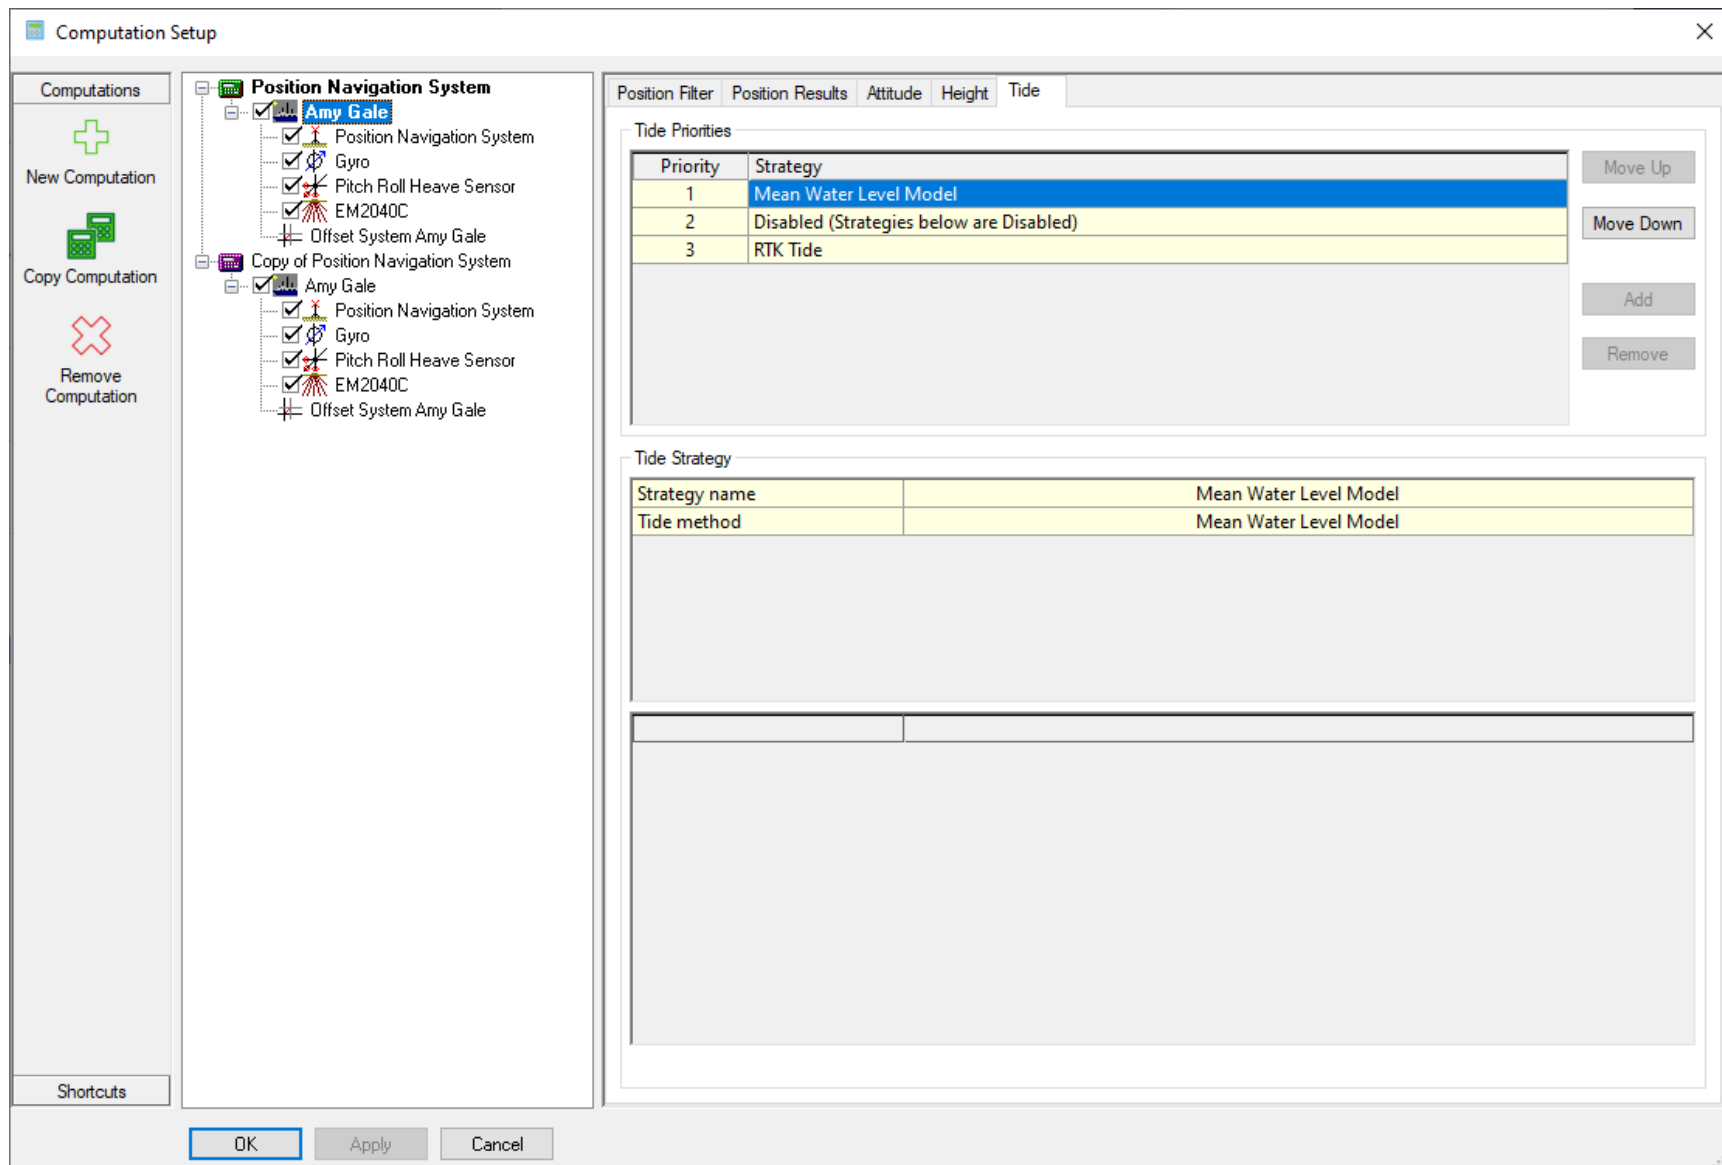 Computation Setup
Computations
New Computation
Copy Computation
Remove
Computation
Shortcuts
Position Navigation System
Amy Gale
Position Navigation System
Gyro
Pitch Roll Heave Sensor
EM2040C
Offset System Amy Gale
Copy of Position Navigation System
Amy Gale
Position Navigation System
Gyro
Pitch Roll Heave Sensor
EM2040C
Offset System Amy Gale
Position Filter Position Results Attitude Height Tide
Tide Priorities
Priority Strategy
1 Mean Water Level Model
2 Disabled (Strategies below are Disabled)
3 RTK Tide
Move Up
Move Down
Add
Remove
Tide Strategy
Strategy name Mean Water Level Model
Tide method Mean Water Level Model
OK Apply Cancel